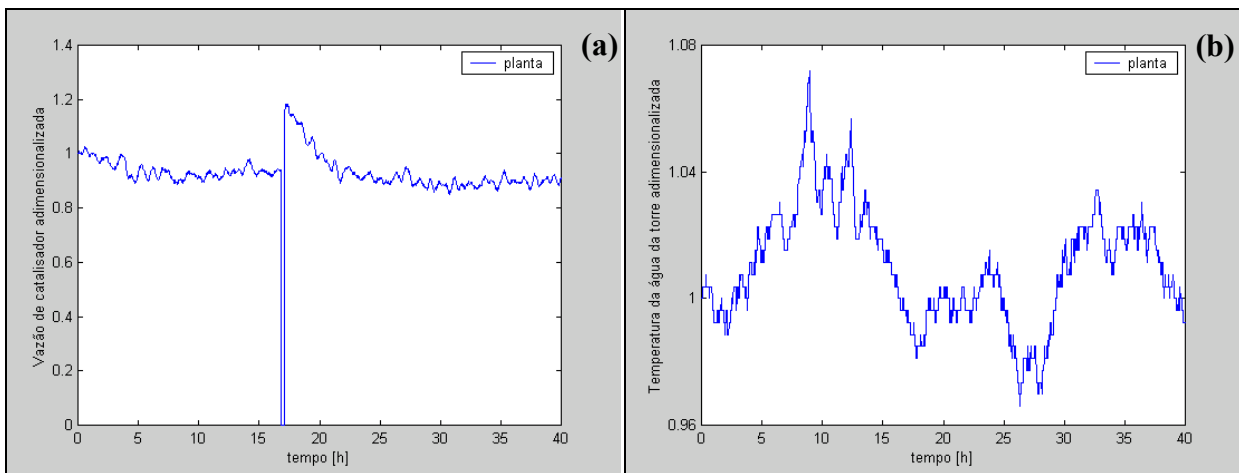 (a)
planta
Vazão de catalisador adimensionalizada
1.4
1.2
1
0.8
0.6
0.4
0.2
0
0 5 10 15 20 25 30 35 40
tempo [h]
(b)
planta
Temperatura da água da torre adimensionalizada
1.08
1.04
1
0.96
0 5 10 15 20 25 30 35 40
tempo [h]